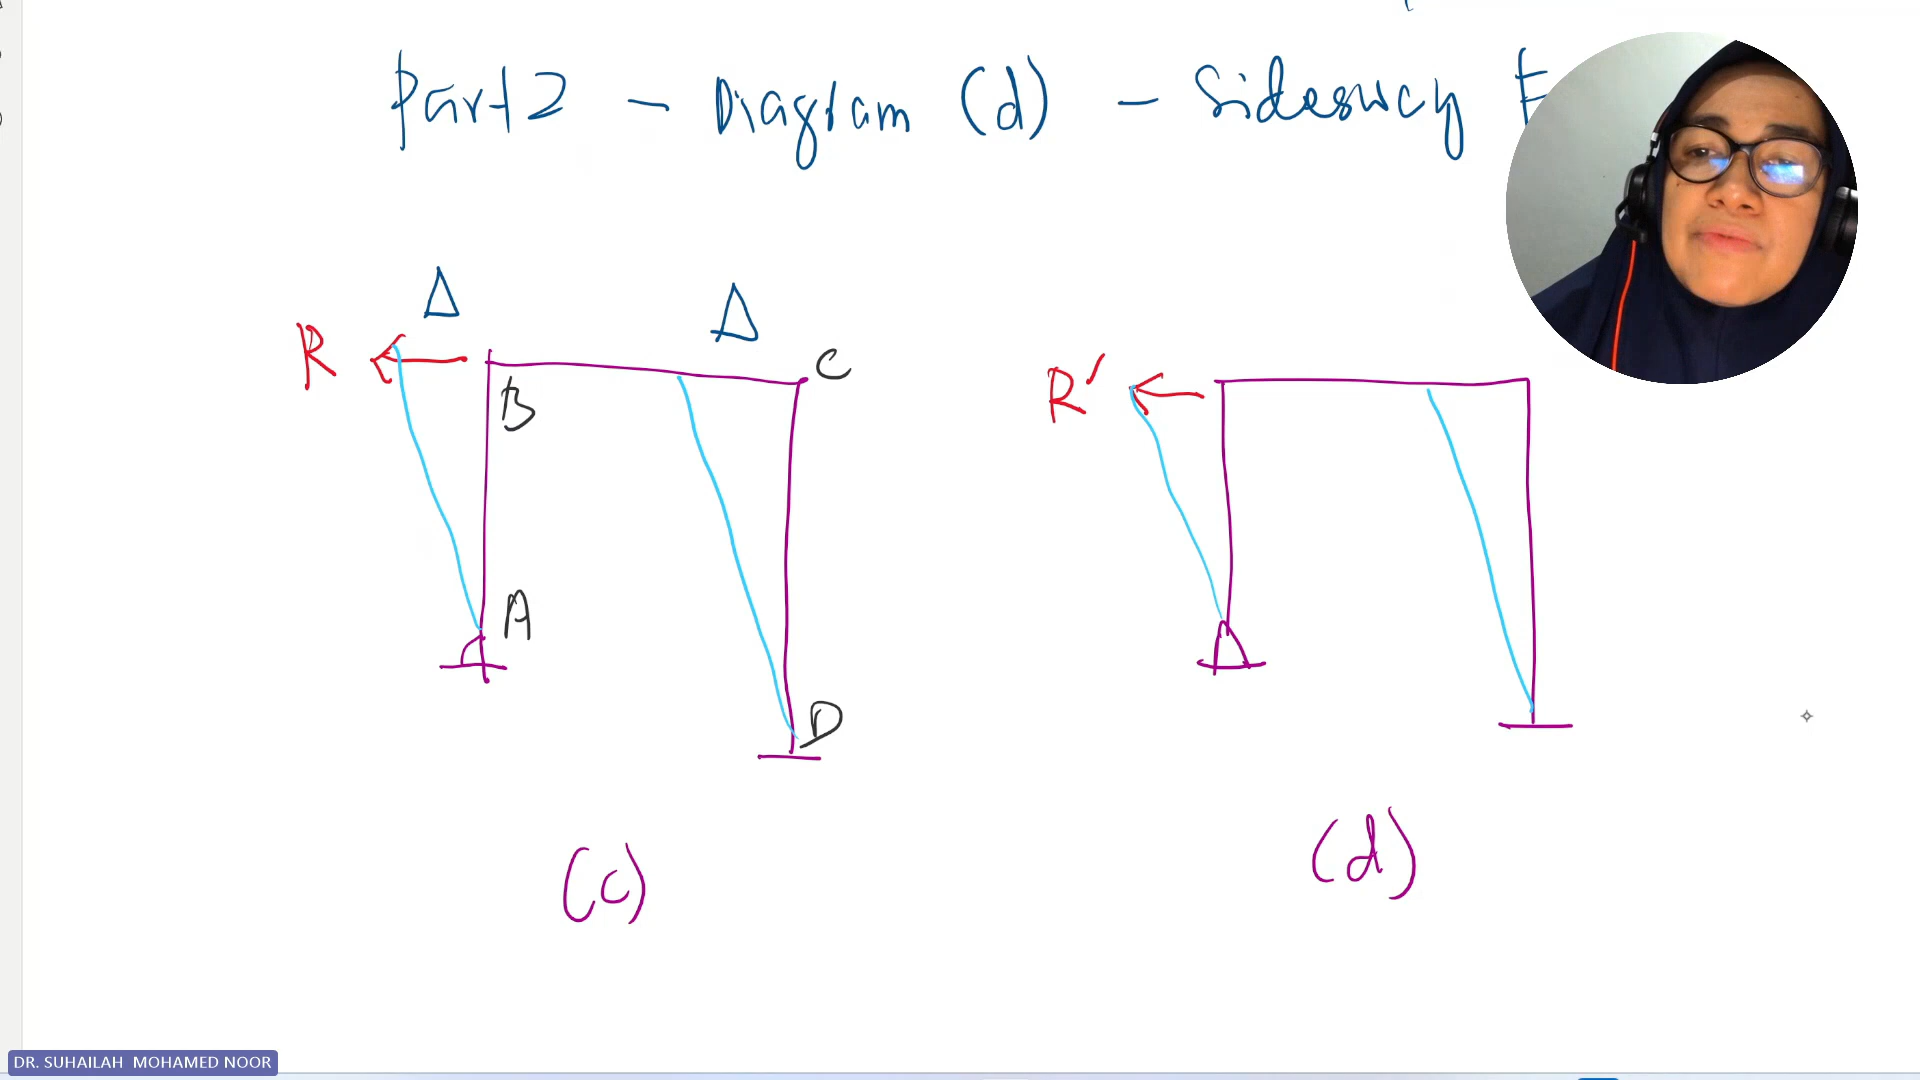 Part 2 - Diagram (d) - Sidesway F
Δ Δ
R C R'
B
A
D
(c) (d)
DR. SUHAILAH MOHAMED NOOR